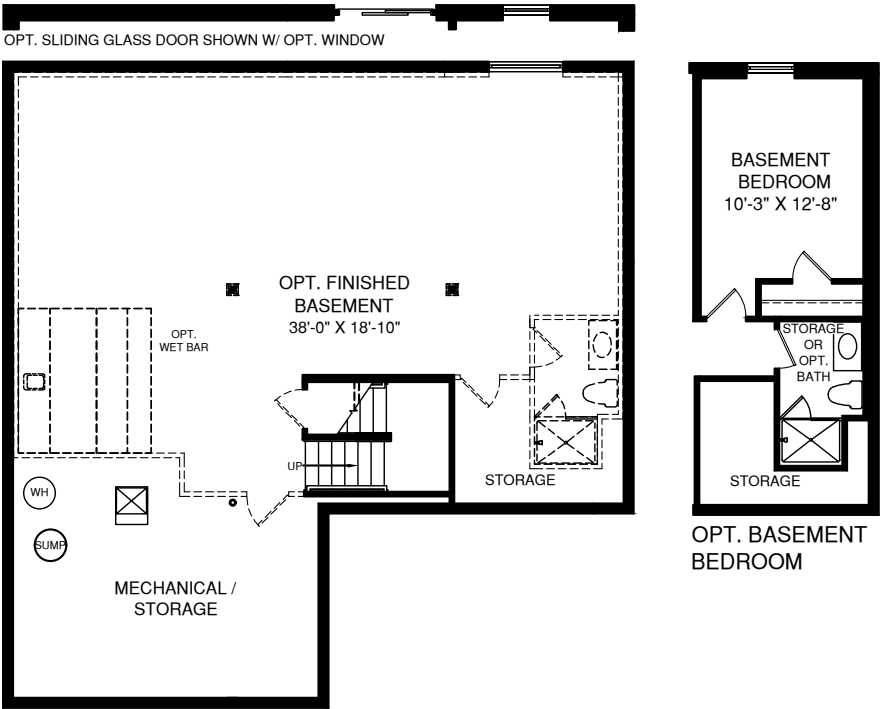 OPT. SLIDING GLASS DOOR SHOWN W/ OPT. WINDOW
OPT. FINISHED
BASEMENT
38'-0" X 18'-10"
OPT.
WET BAR
UP
STORAGE
WH
SUMP
MECHANICAL /
STORAGE
BASEMENT
BEDROOM
10'-3" X 12'-8"
STORAGE
OR
OPT.
BATH
STORAGE
OPT. BASEMENT
BEDROOM